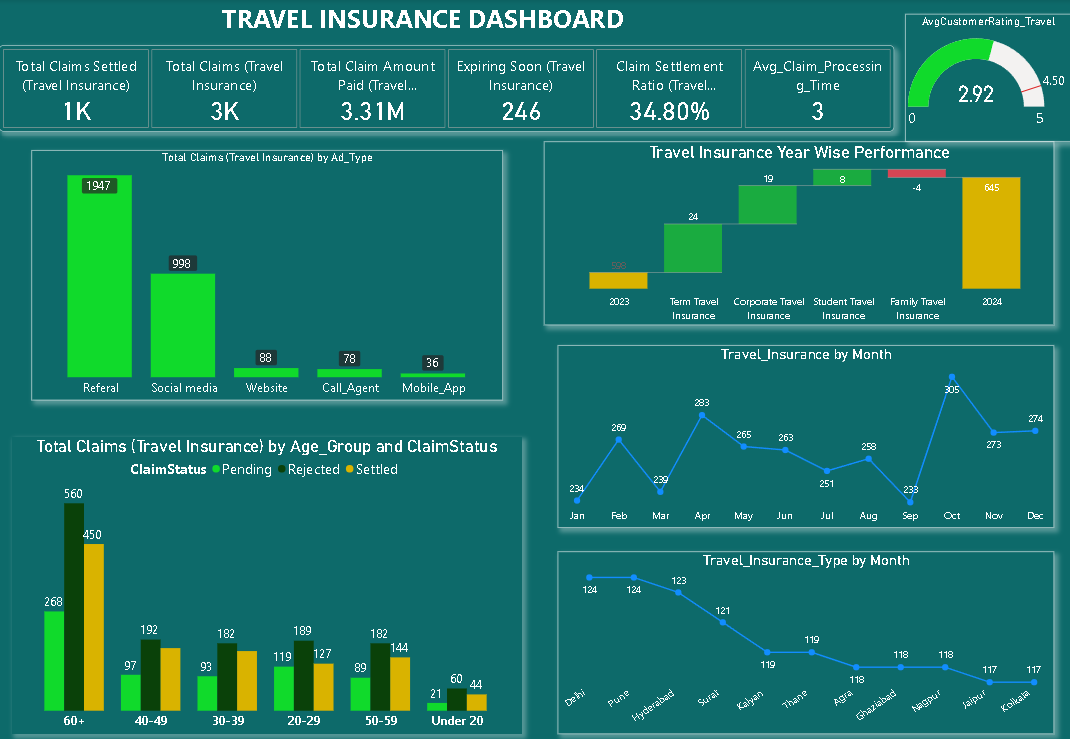 TRAVEL INSURANCE DASHBOARD
AvgCustomerRating_Travel
2.92
0
5
4.50
Total Claims Settled
(Travel Insurance)
1K
Total Claims (Travel
Insurance)
3K
Total Claim Amount
Paid (Travel...
3.31M
Expiring Soon (Travel
Insurance)
246
Claim Settlement
Ratio (Travel...
34.80%
Avg_Claim_Processin
g_Time
3
Total Claims (Travel Insurance) by Ad_Type
1947
998
88
78
36
Referal
Social media
Website
Call_Agent
Mobile_App
Travel Insurance Year Wise Performance
24
19
8
-4
645
2023
Term Travel
Insurance
Corporate Travel
Insurance
Student Travel
Insurance
Family Travel
Insurance
2024
Travel_Insurance by Month
234
269
239
283
265
263
251
258
233
305
273
274
Jan
Feb
Mar
Apr
May
Jun
Jul
Aug
Sep
Oct
Nov
Dec
Total Claims (Travel Insurance) by Age_Group and ClaimStatus
ClaimStatus Pending Rejected Settled
268
560
450
97
192
93
182
119
189
127
89
182
144
21
60
44
60+
40-49
30-39
20-29
50-59
Under 20
Travel_Insurance_Type by Month
124
124
123
121
119
119
118
118
118
117
117
Delhi
Pune
Hyderabad
Surat
Kalyan
Thane
Agra
Ghaziabad
Nagpur
Jaipur
Kolkata